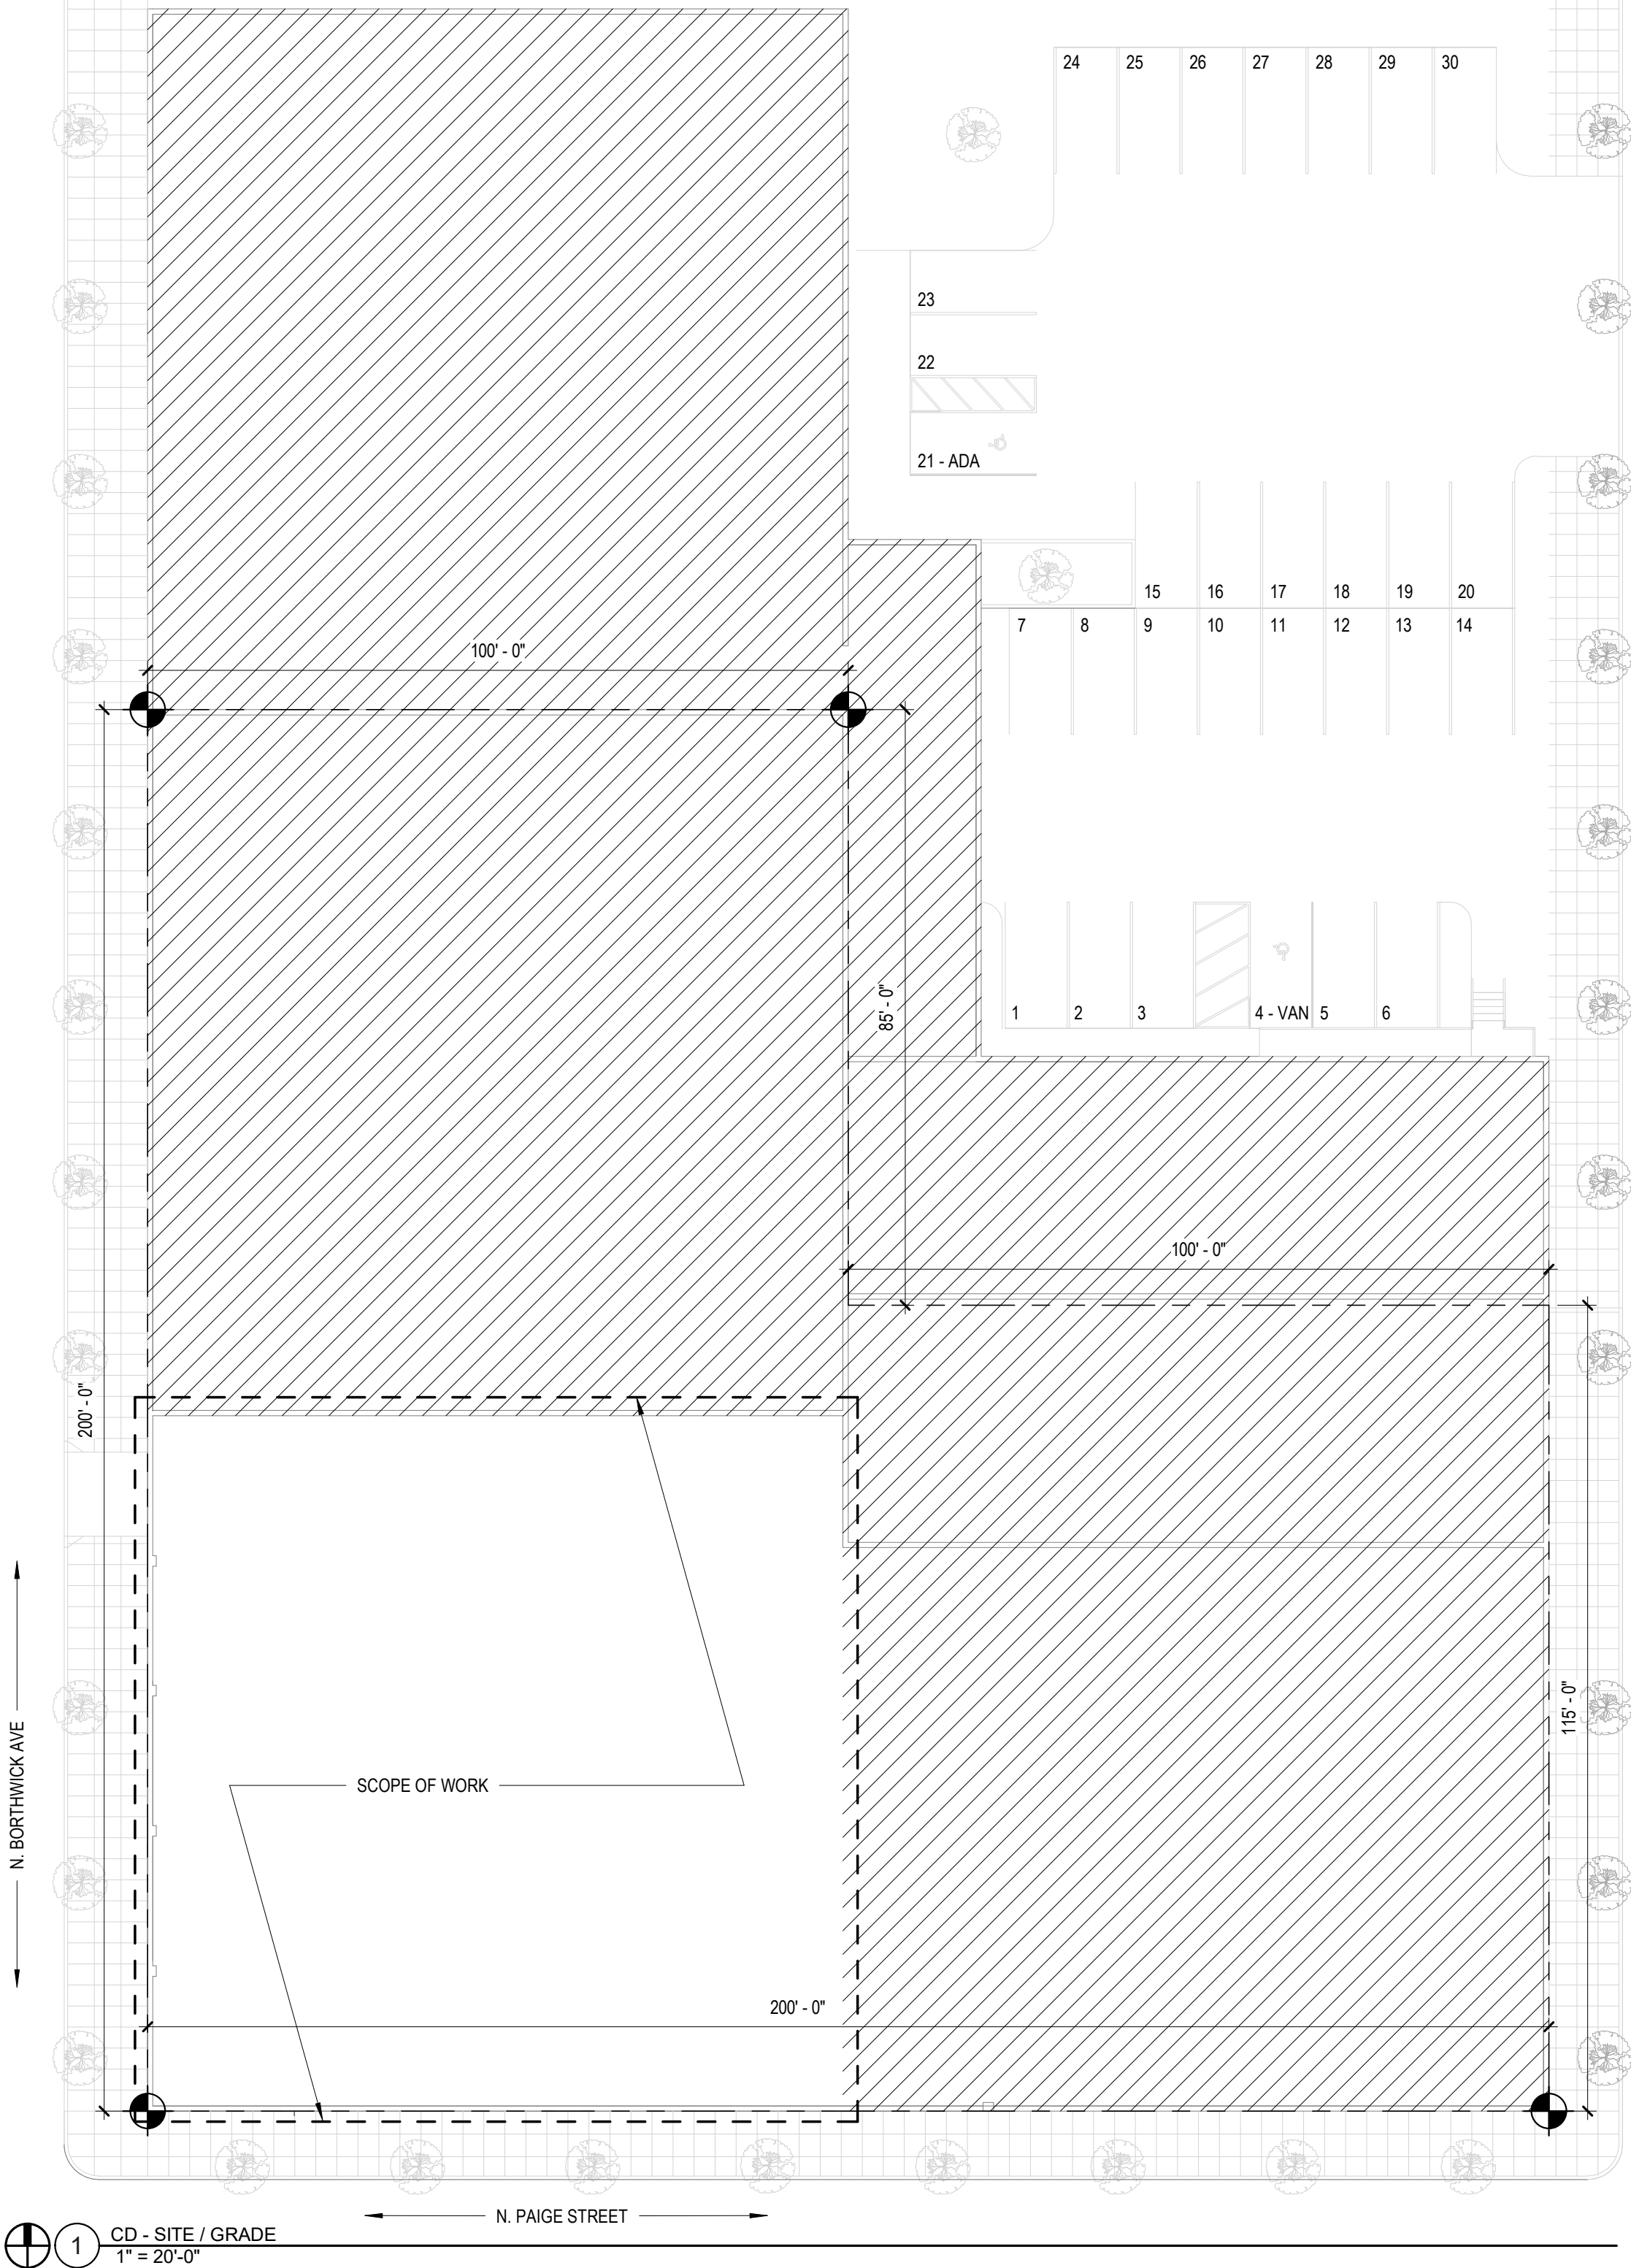 24 25 26 27 28 29 30
23
22
21 - ADA
15 16 17 18 19 20
7 8 9 10 11 12 13 14
100' - 0"
85' - 0"
1 2 3 4 - VAN 5 6
100' - 0"
200' - 0"
115' - 0"
N. BORTHWICK AVE
SCOPE OF WORK
200' - 0"
N. PAIGE STREET
1 CD - SITE / GRADE
1" = 20'-0"